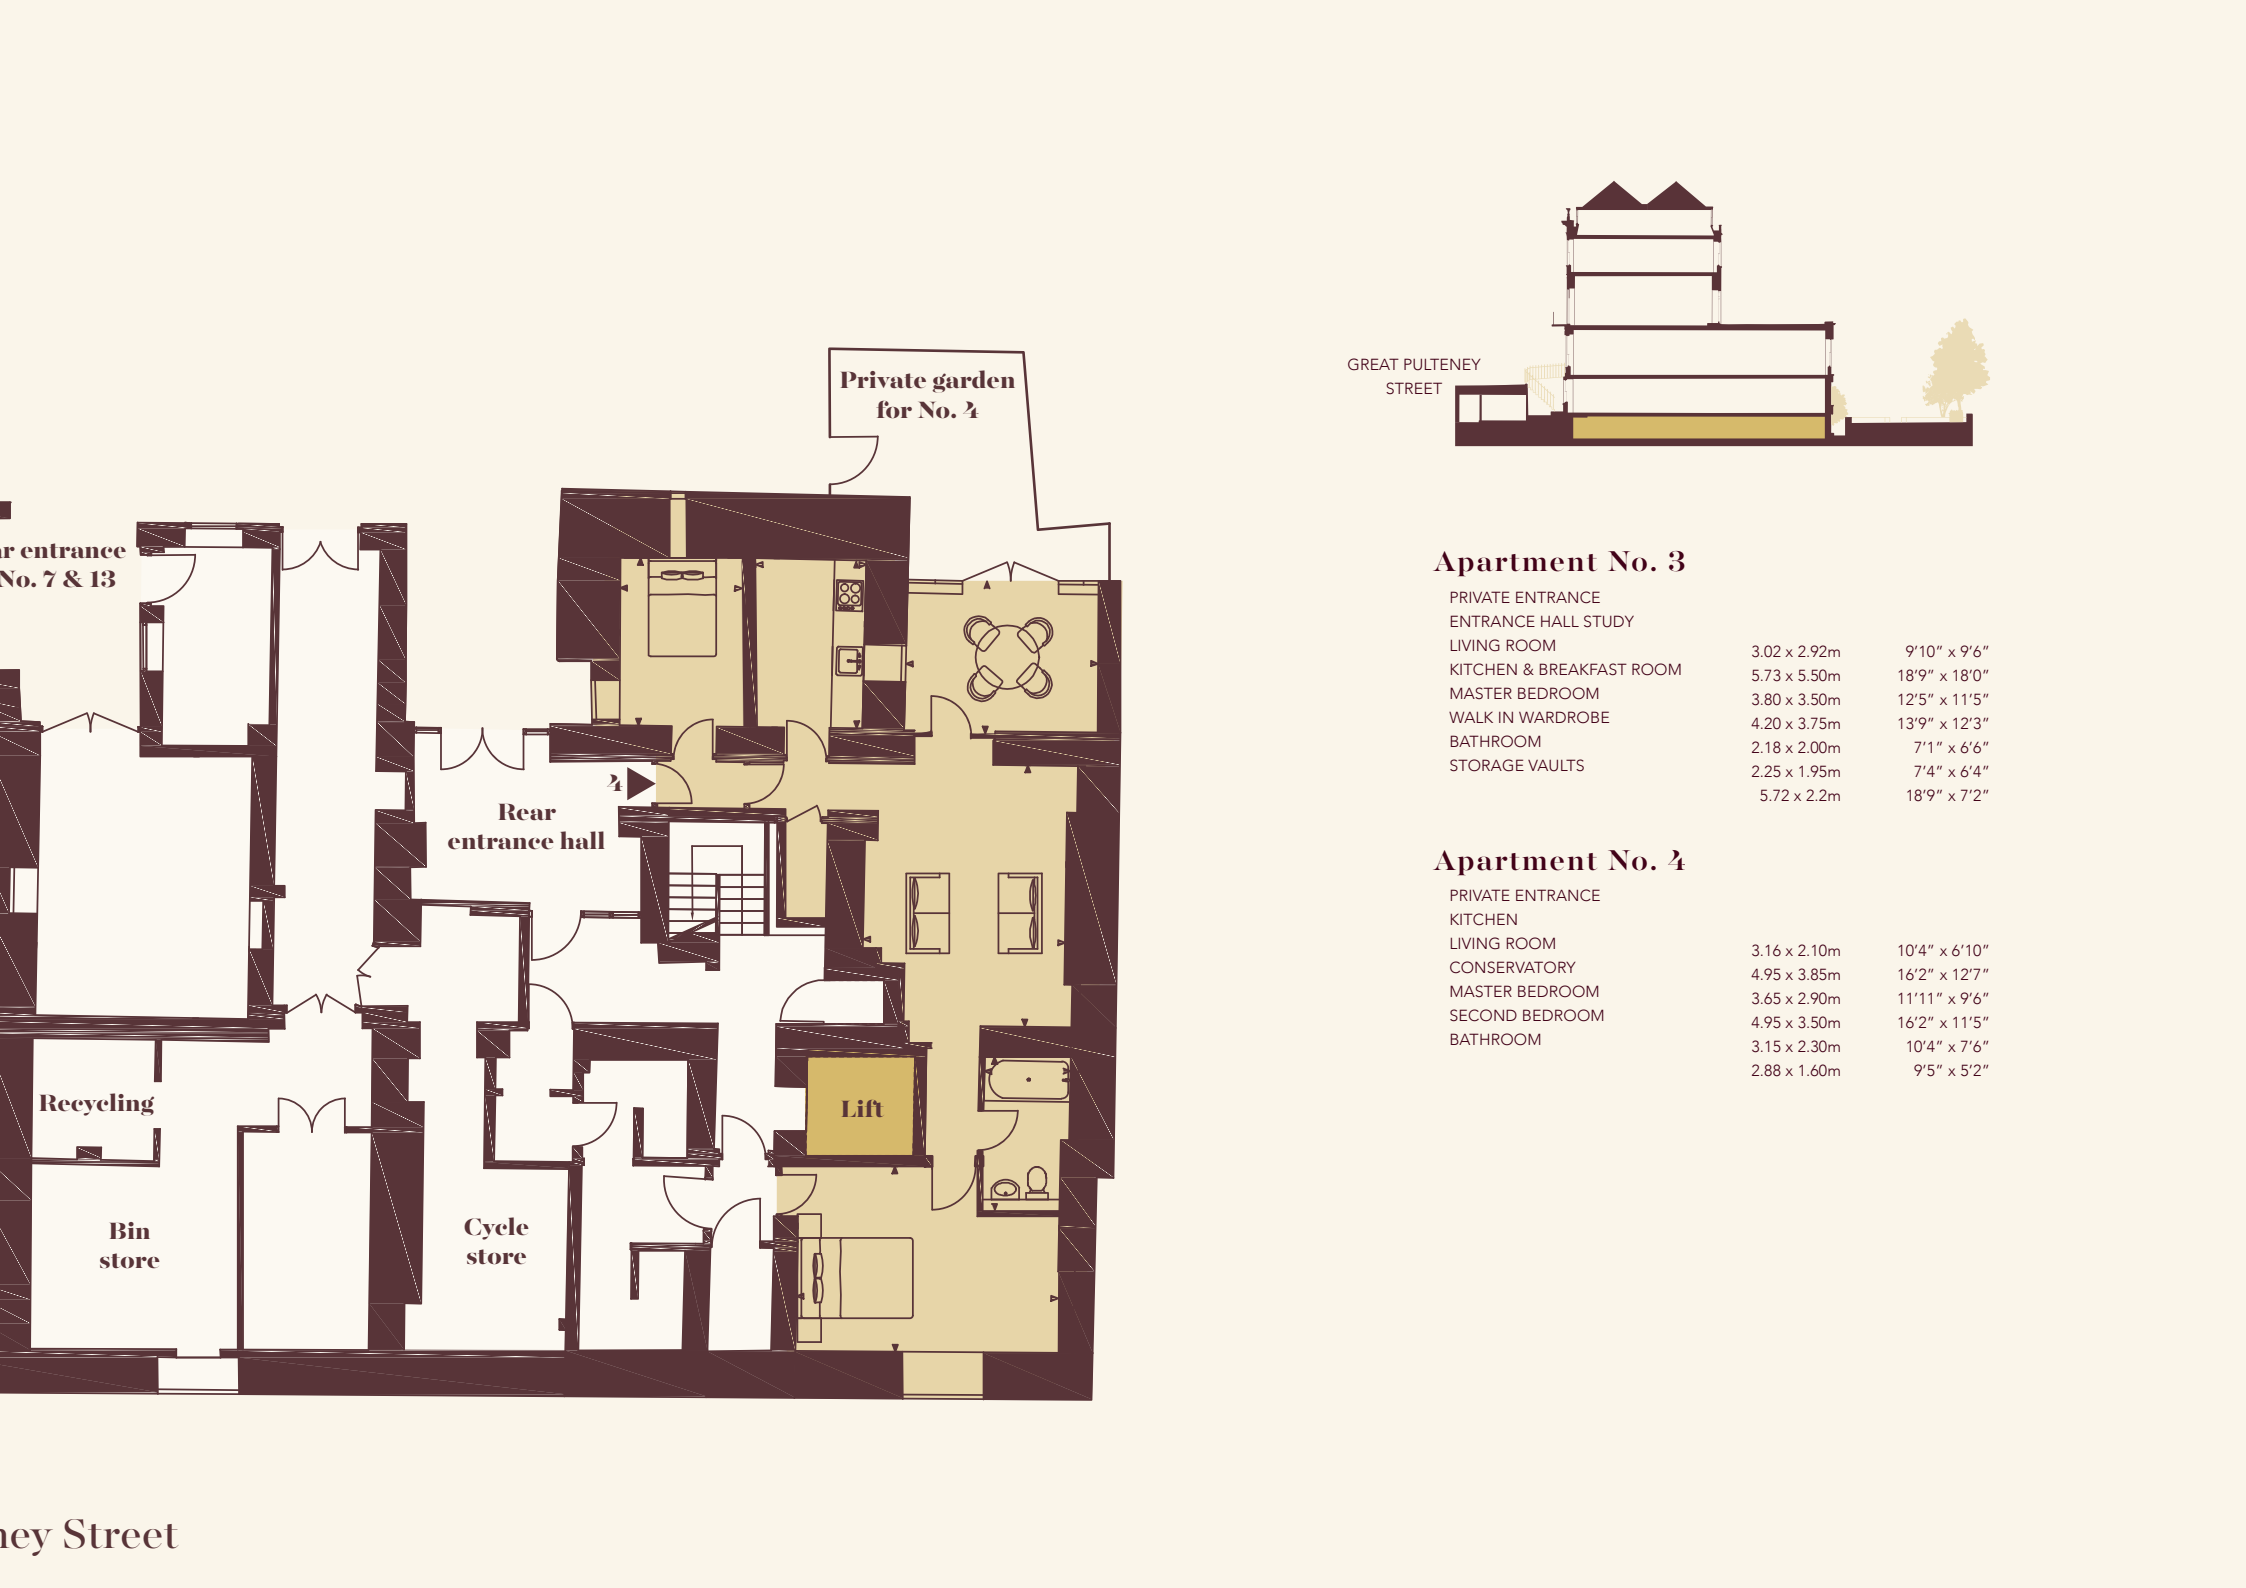 Private garden
for No. 4
ar entrance
No. 7 & 13
4
Rear
entrance hall
Recycling
Lift
Bin
store
Cycle
store
ney Street
GREAT PULTENEY
STREET
Apartment No. 3
PRIVATE ENTRANCE
ENTRANCE HALL STUDY
LIVING ROOM 3.02 x 2.92m 9’10” x 9’6”
KITCHEN & BREAKFAST ROOM 5.73 x 5.50m 18’9” x 18’0”
MASTER BEDROOM 3.80 x 3.50m 12’5” x 11’5”
WALK IN WARDROBE 4.20 x 3.75m 13’9” x 12’3”
BATHROOM 2.18 x 2.00m 7’1” x 6’6”
STORAGE VAULTS 2.25 x 1.95m 7’4” x 6’4”
5.72 x 2.2m 18’9” x 7’2”
Apartment No. 4
PRIVATE ENTRANCE
KITCHEN
LIVING ROOM 3.16 x 2.10m 10’4” x 6’10”
CONSERVATORY 4.95 x 3.85m 16’2” x 12’7”
MASTER BEDROOM 3.65 x 2.90m 11’11” x 9’6”
SECOND BEDROOM 4.95 x 3.50m 16’2” x 11’5”
BATHROOM 3.15 x 2.30m 10’4” x 7’6”
2.88 x 1.60m 9’5” x 5’2”